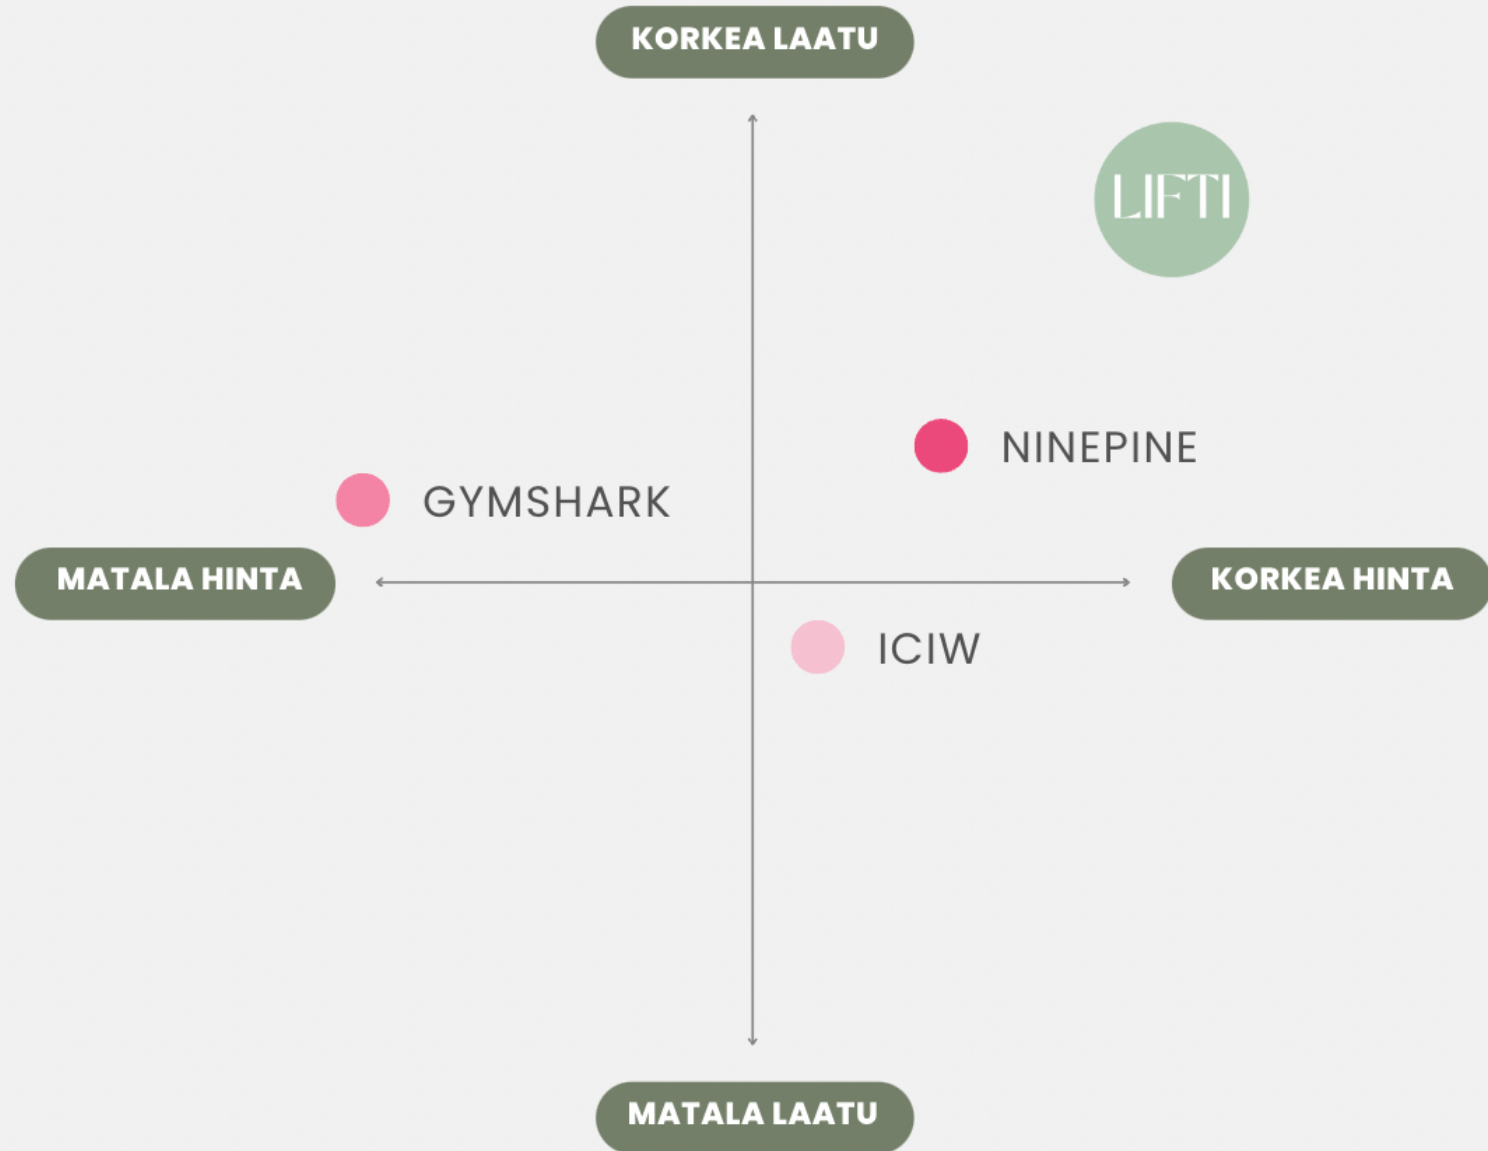 KORKEA LAATU
LIFTI
NINEPINE
GYMSHARK
MATALA HINTA
KORKEA HINTA
ICIW
MATALA LAATU